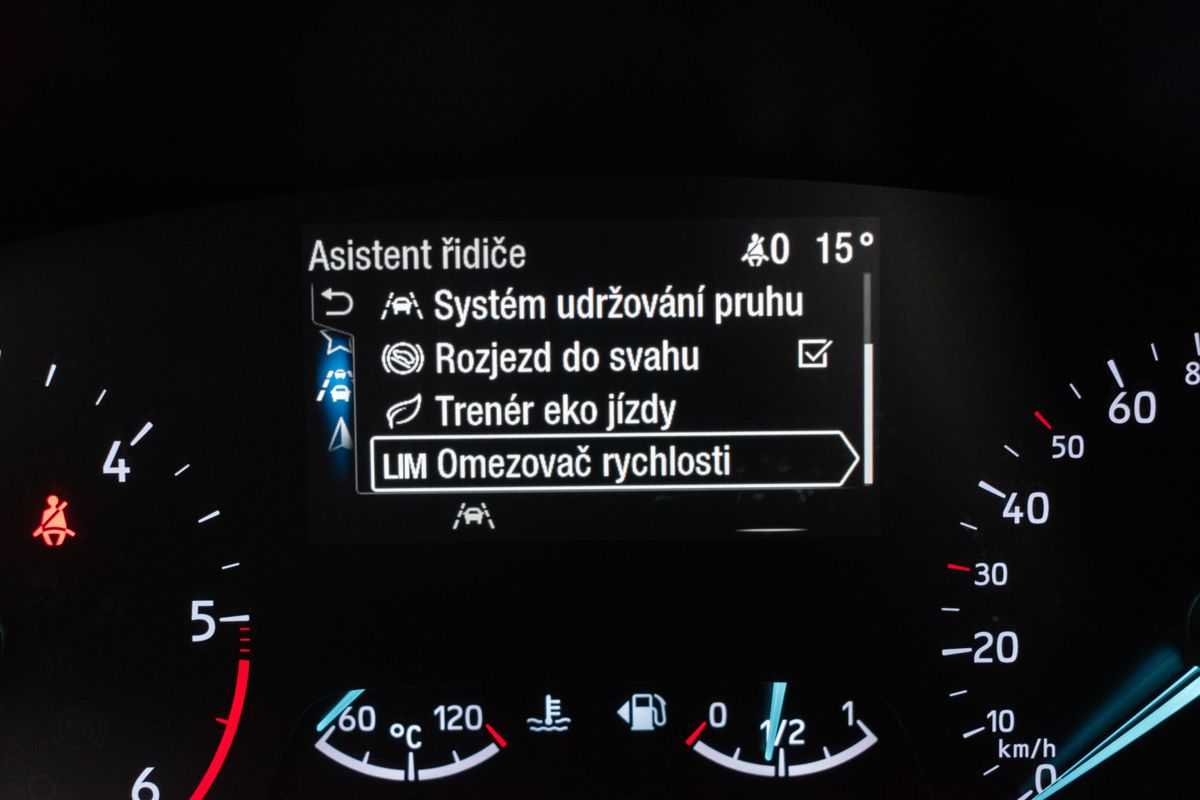 Asistent řidiče 0 15°
Systém udržování pruhu
Rozjezd do svahu
Trenér eko jízdy
LIM Omezovač rychlosti
4
5
6
60 °C 120
0 1/2 1
8
60
50
40
30
20
10
km/h
0